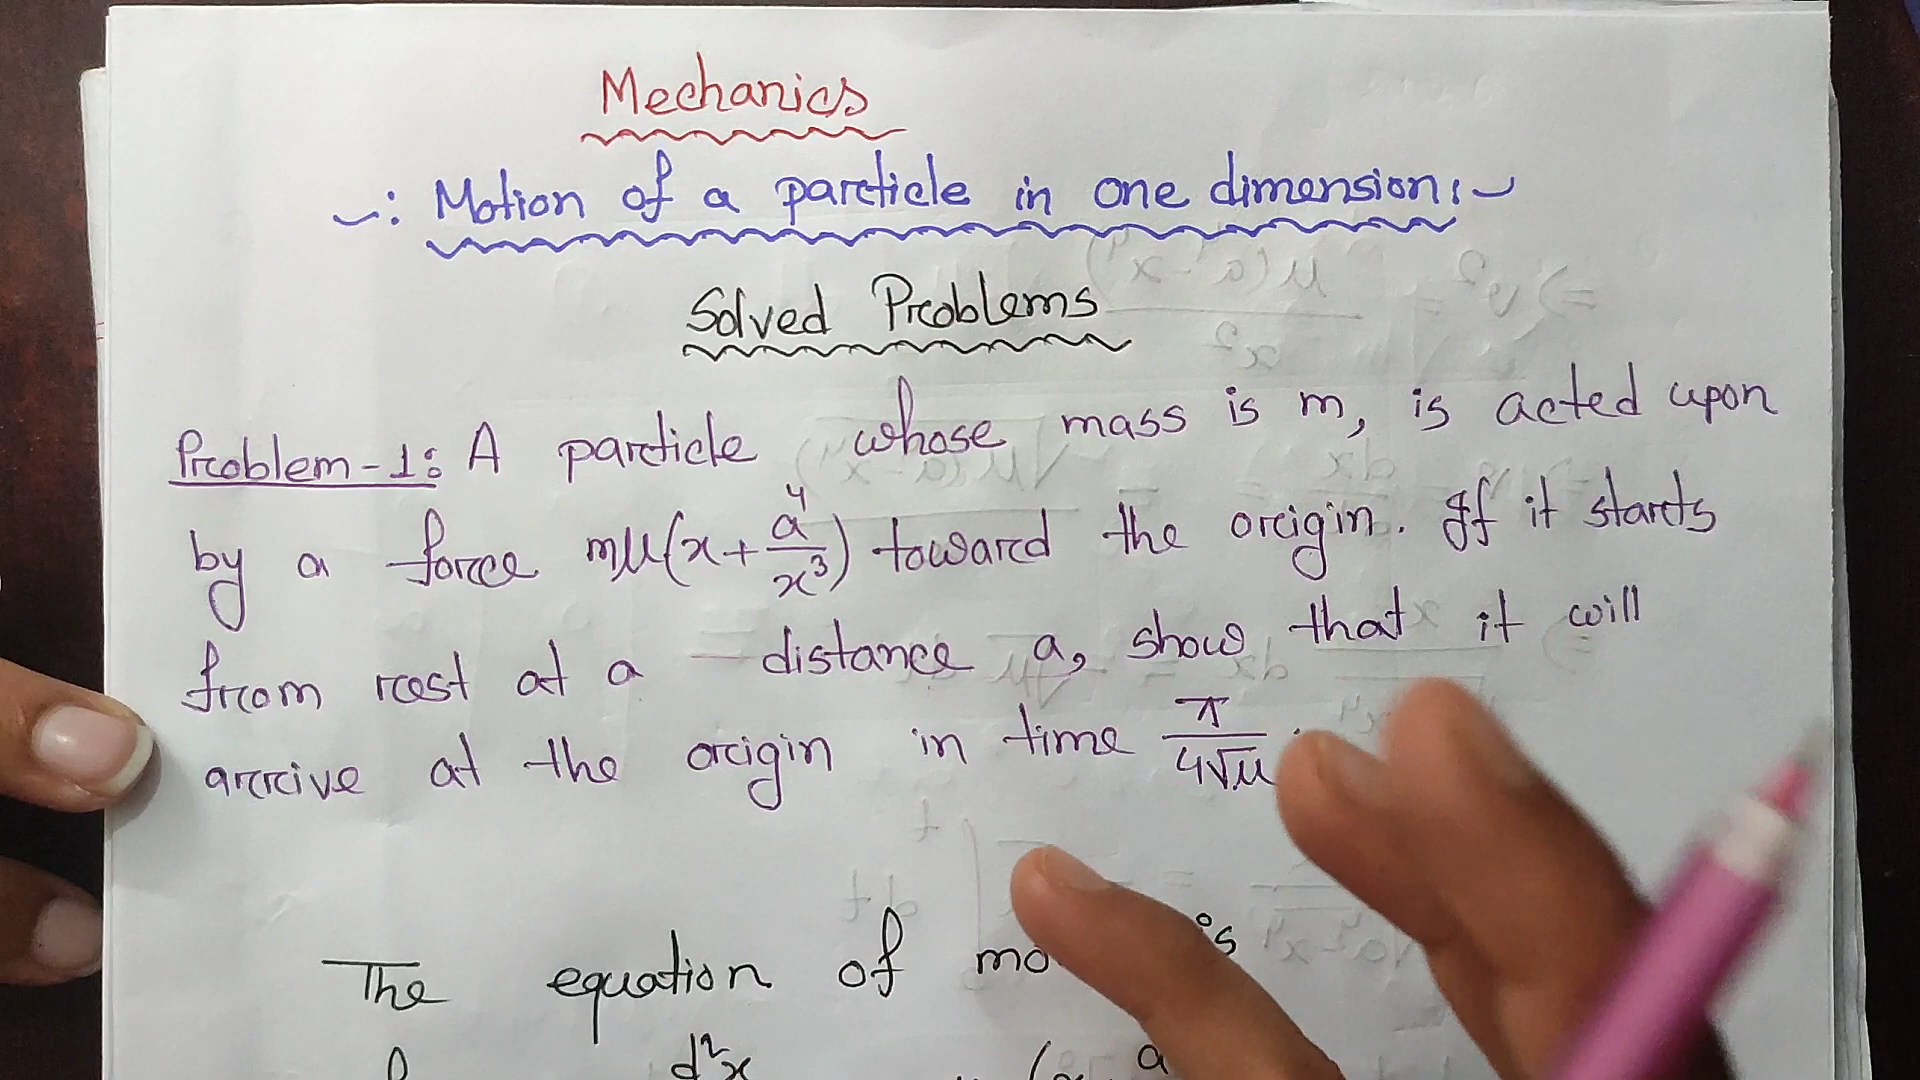 Mechanics
~: Motion of a particle in one dimension:~
Solved Problems
Problem-1: A particle whose mass is m, is acted upon
by a force mμ(x + a⁴/x³) toward the origin. If it starts
from rest at a distance a, show that it will
arrive at the origin in time π/4√μ.
The equation of is
d²x